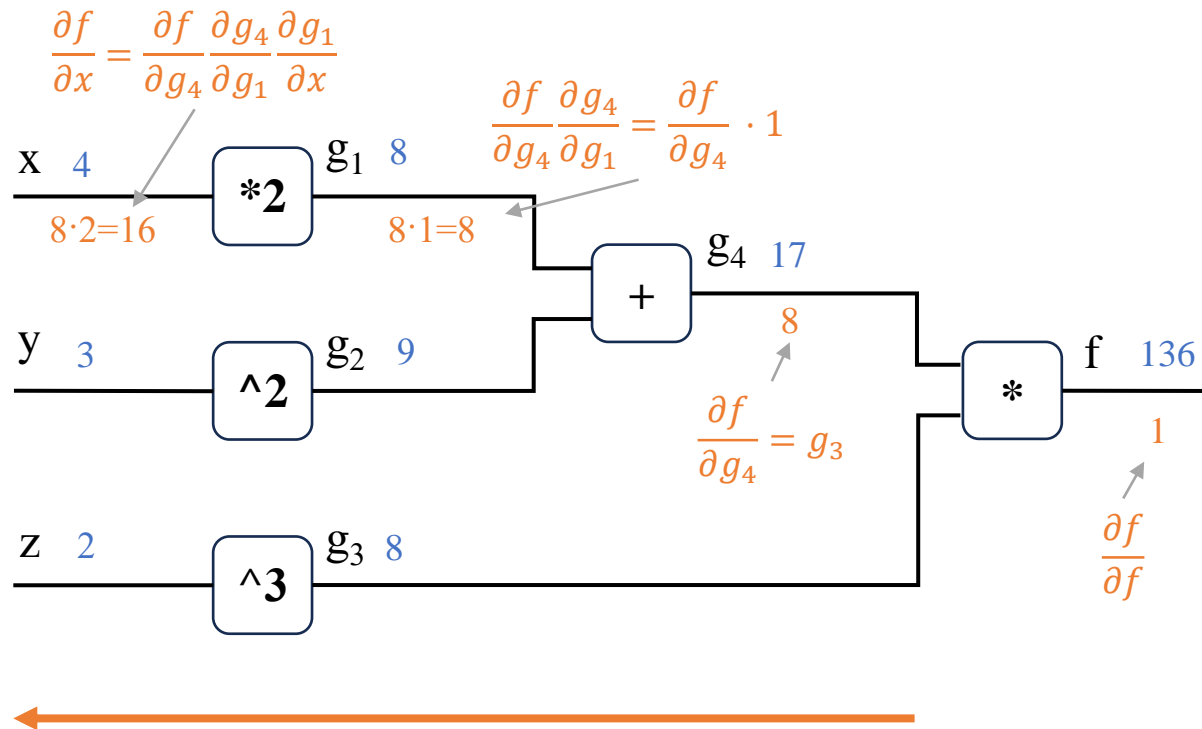 ∂f/∂x = ∂f/∂g₄ ∂g₄/∂g₁ ∂g₁/∂x
∂f/∂g₄ ∂g₄/∂g₁ = ∂f/∂g₄ · 1
x 4 *2 g₁ 8
8·2=16 8·1=8
+ g₄ 17
8
y 3 ^2 g₂ 9
* f 136
1
∂f/∂g₄ = g₃
∂f/∂f
z 2 ^3 g₃ 8